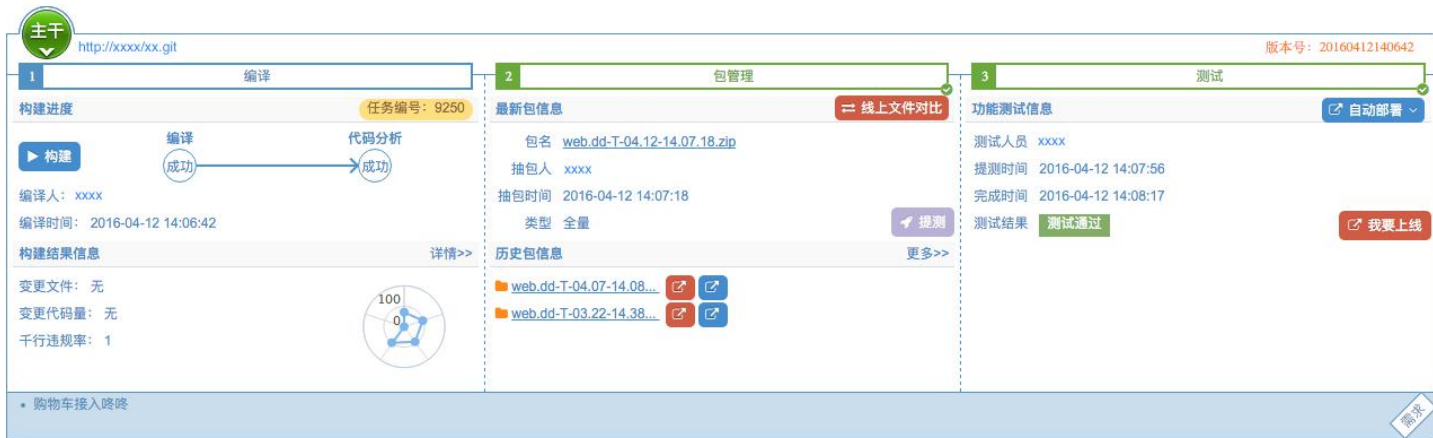 主干
http://xxxx/xx.git
版本号：20160412140642
1 编译
构建进度 任务编号：9250
编译 代码分析
构建 成功 成功
编译人：xxxx
编译时间：2016-04-12 14:06:42
构建结果信息 详情>>
变更文件：无
变更代码量：无
千行违规率：1
100
0
2 包管理
最新包信息 线上文件对比
包名 web.dd-T-04.12-14.07.18.zip
抽包人 xxxx
抽包时间 2016-04-12 14:07:18
类型 全量 提测
历史包信息 更多>>
web.dd-T-04.07-14.08...
web.dd-T-03.22-14.38...
3 测试
功能测试信息 自动部署
测试人员 xxxx
提测时间 2016-04-12 14:07:56
完成时间 2016-04-12 14:08:17
测试结果 测试通过 我要上线
• 购物车接入咚咚
需求